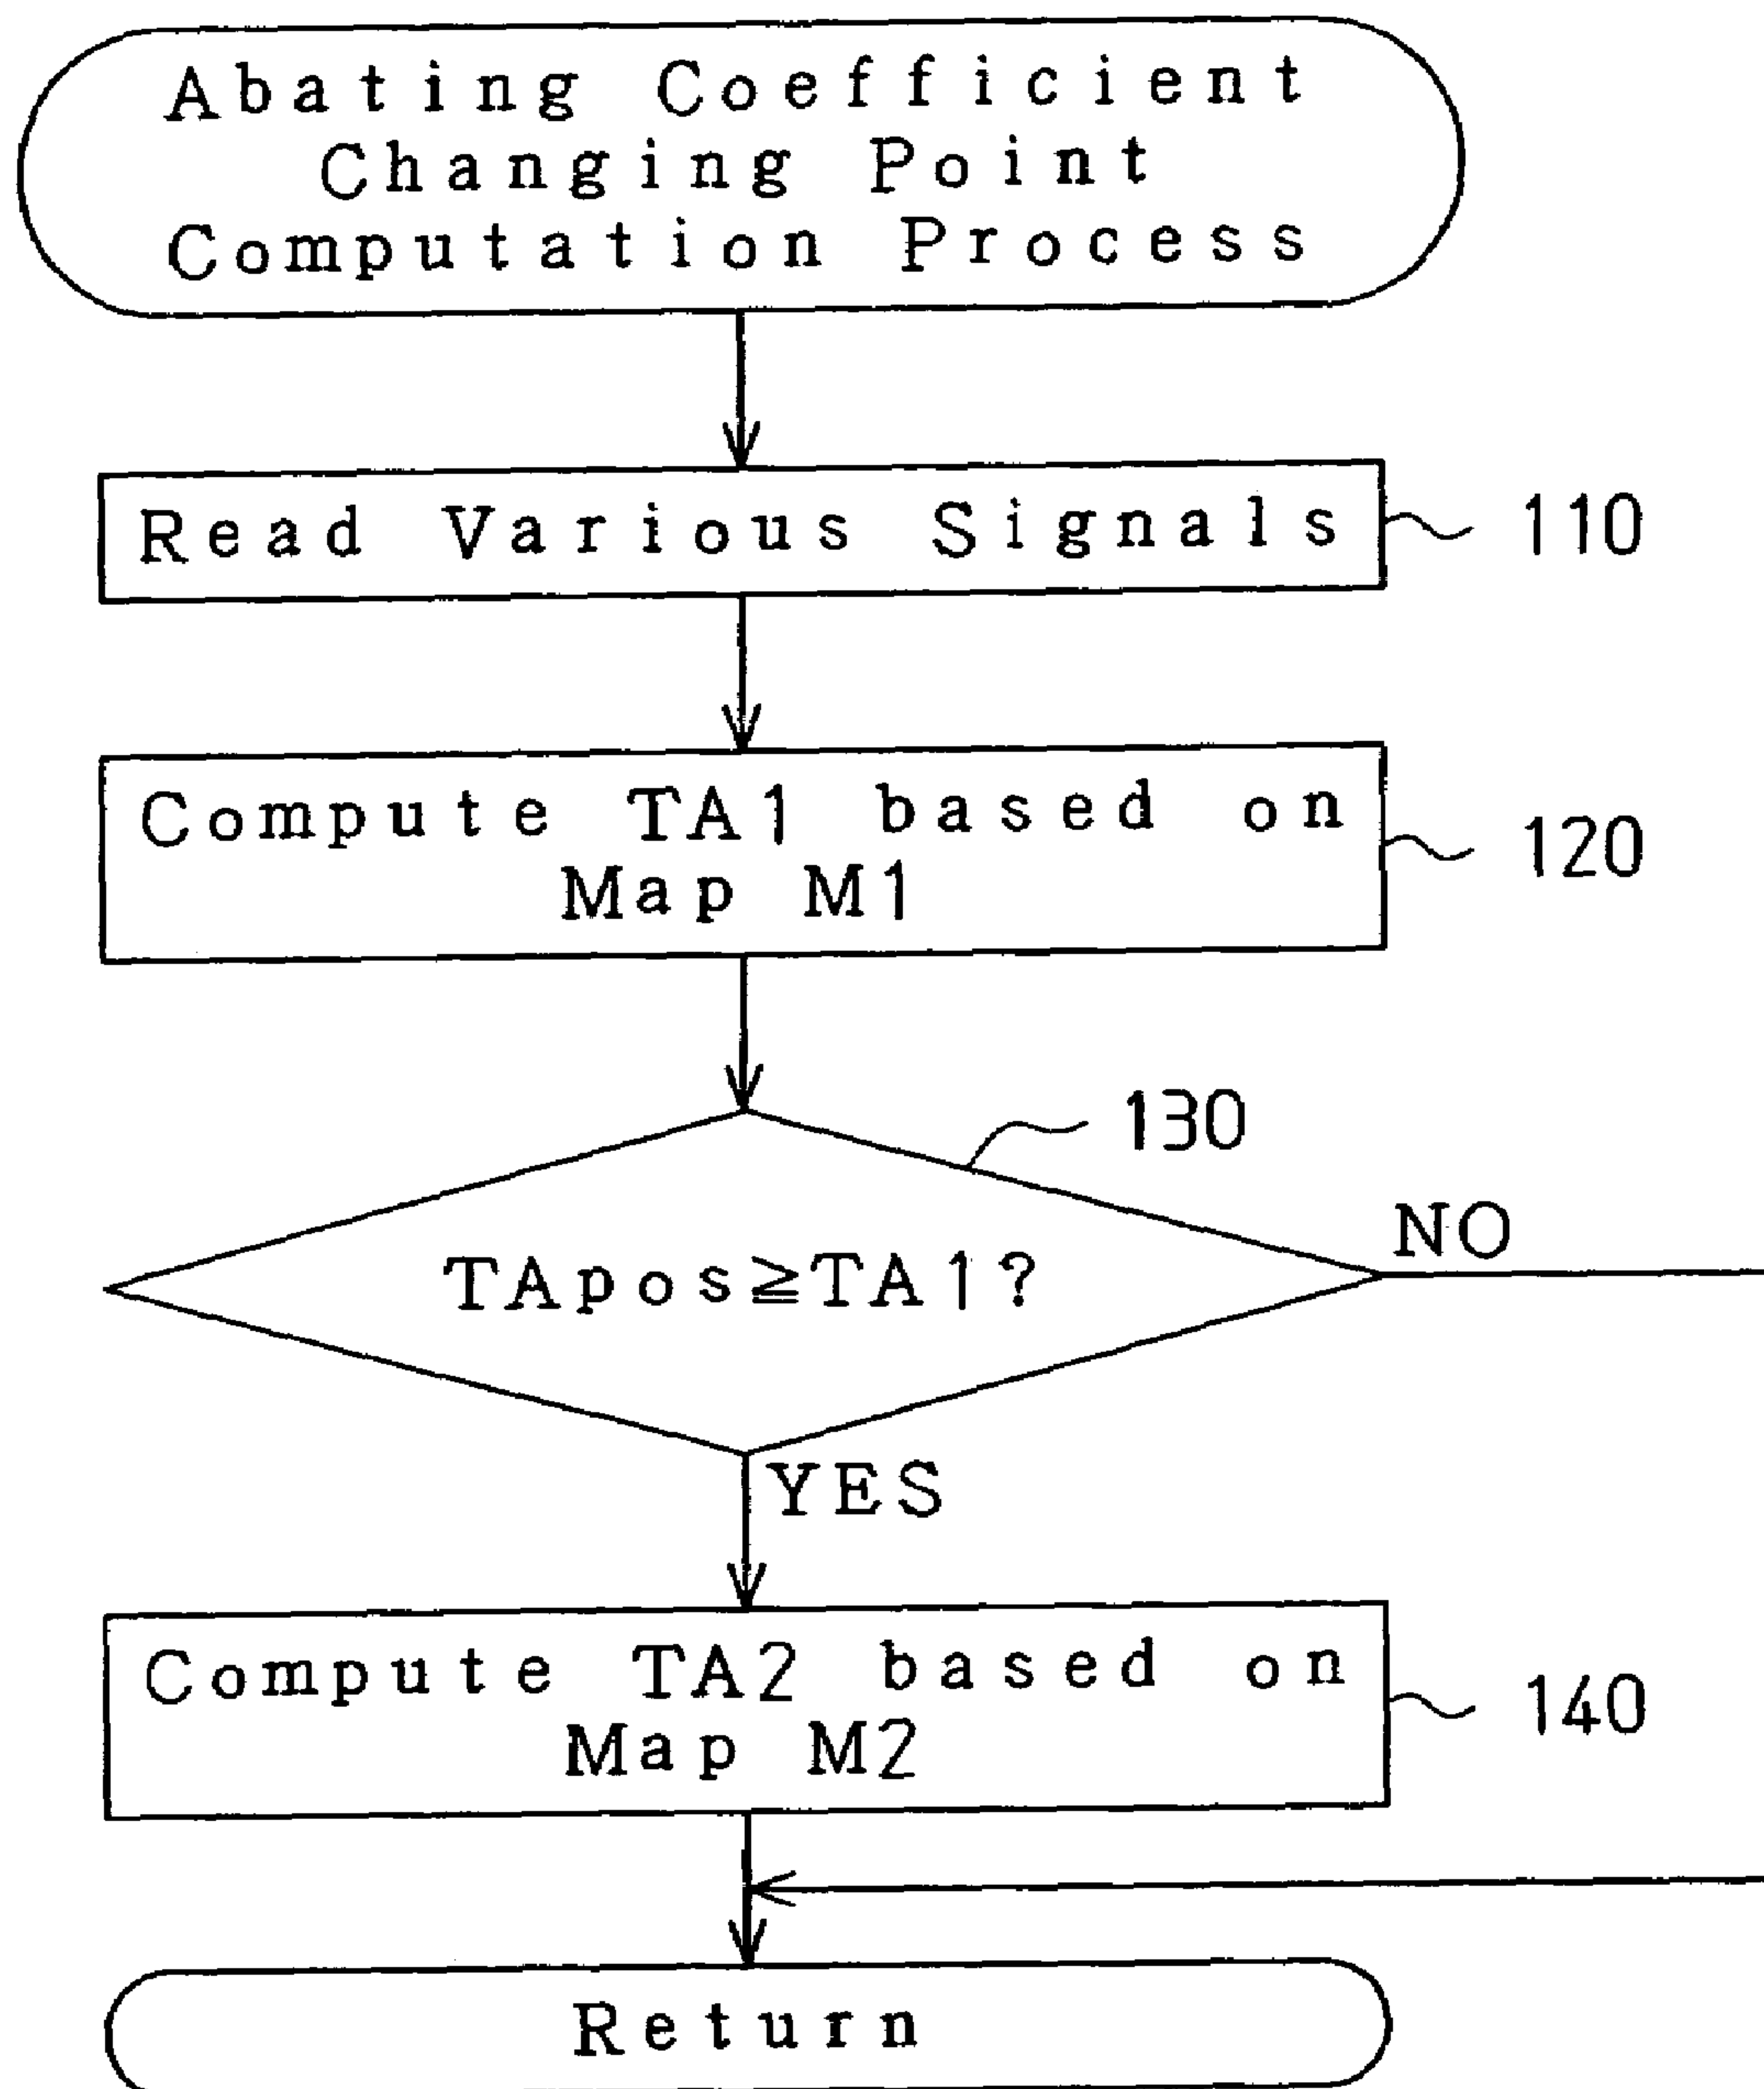 Abating Coefficient
Changing Point
Computation Process
Read Various Signals
110
Compute TA1 based on
Map M1
120
130
TApos≧TA1?
NO
YES
Compute TA2 based on
Map M2
140
Return